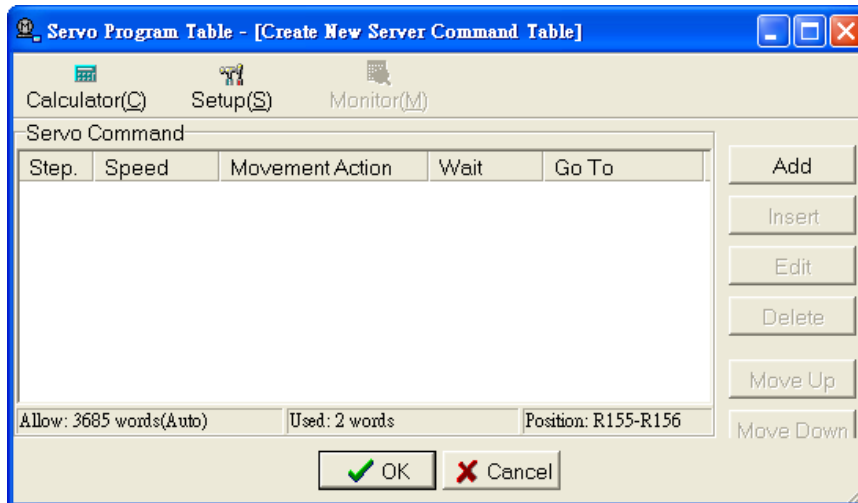 Servo Program Table - [Create New Server Command Table]
Calculator(C) Setup(S) Monitor(M)
Servo Command
Step. Speed Movement Action Wait Go To
Add
Insert
Edit
Delete
Move Up
Move Down
Allow: 3685 words(Auto) Used: 2 words Position: R155-R156
OK Cancel